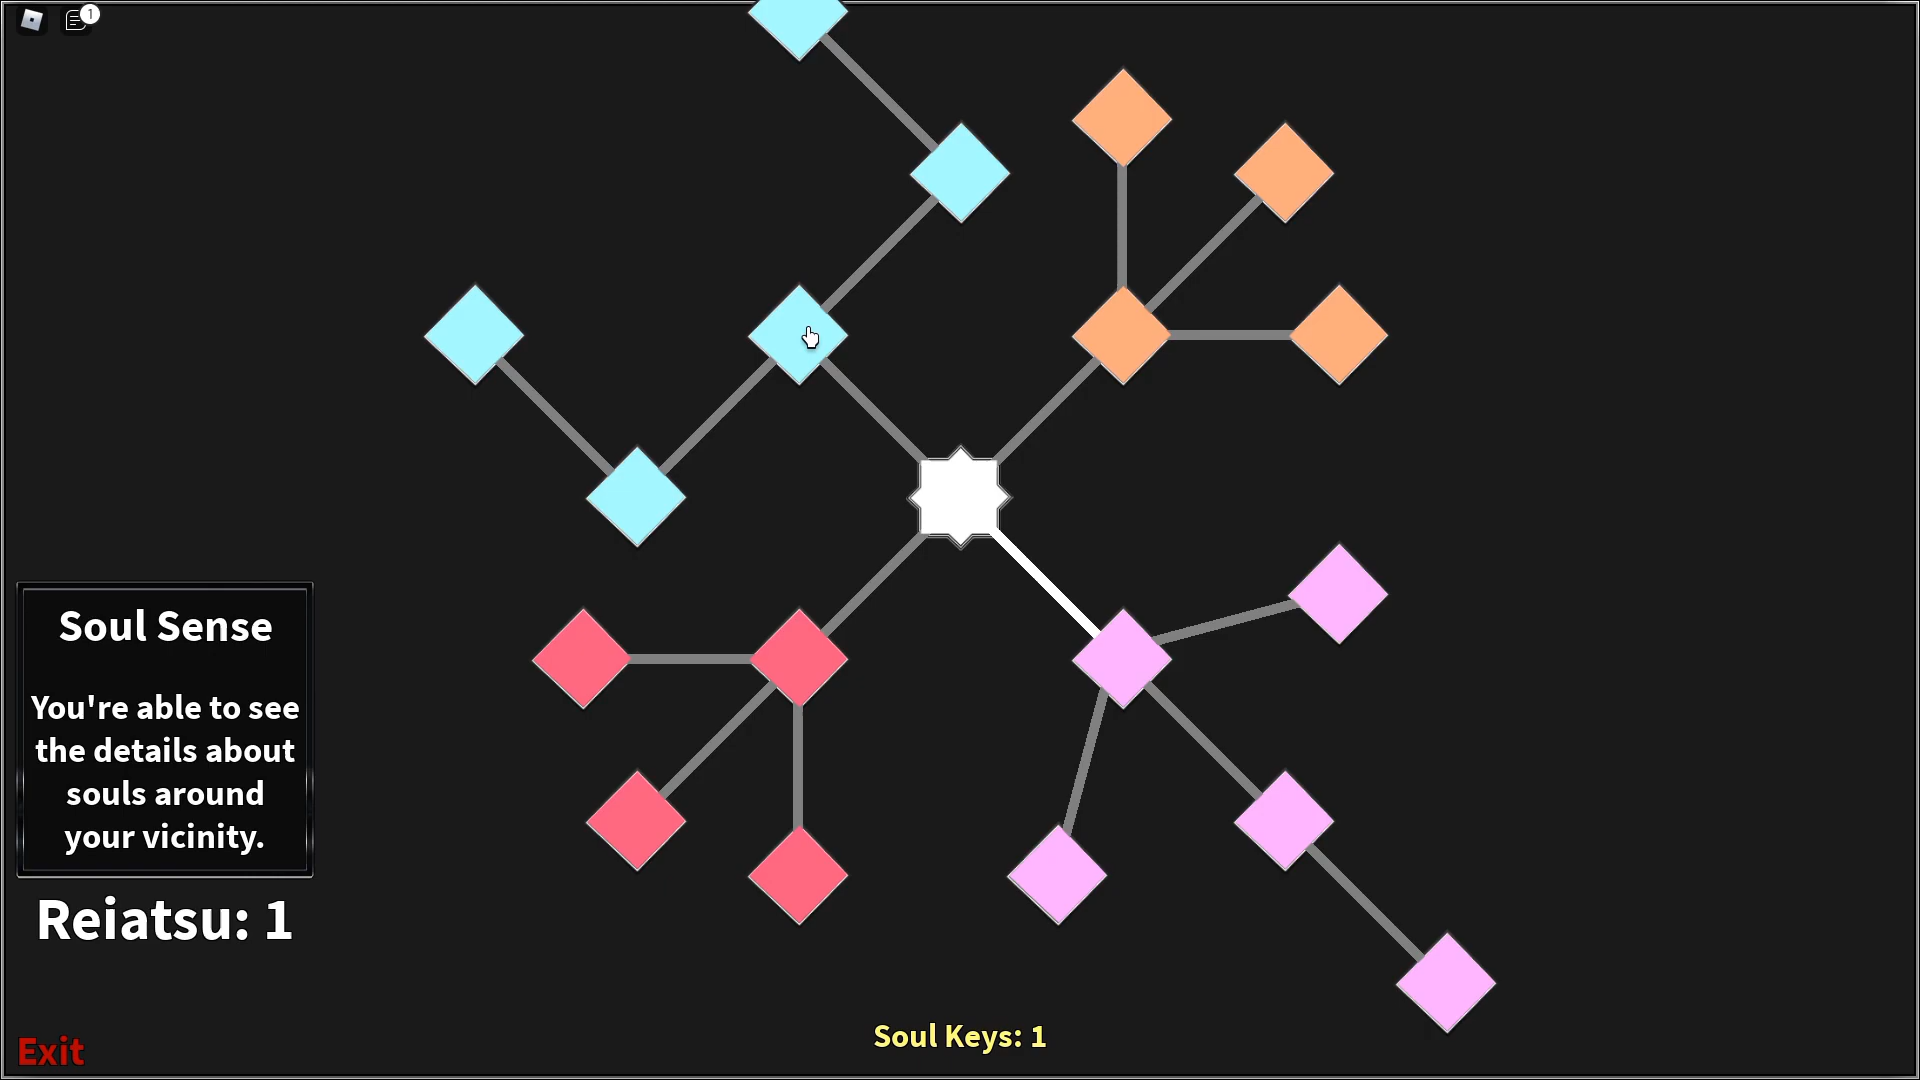 1
Soul Sense
You're able to see
the details about
souls around
your vicinity.
Reiatsu: 1
Soul Keys: 1
Exit